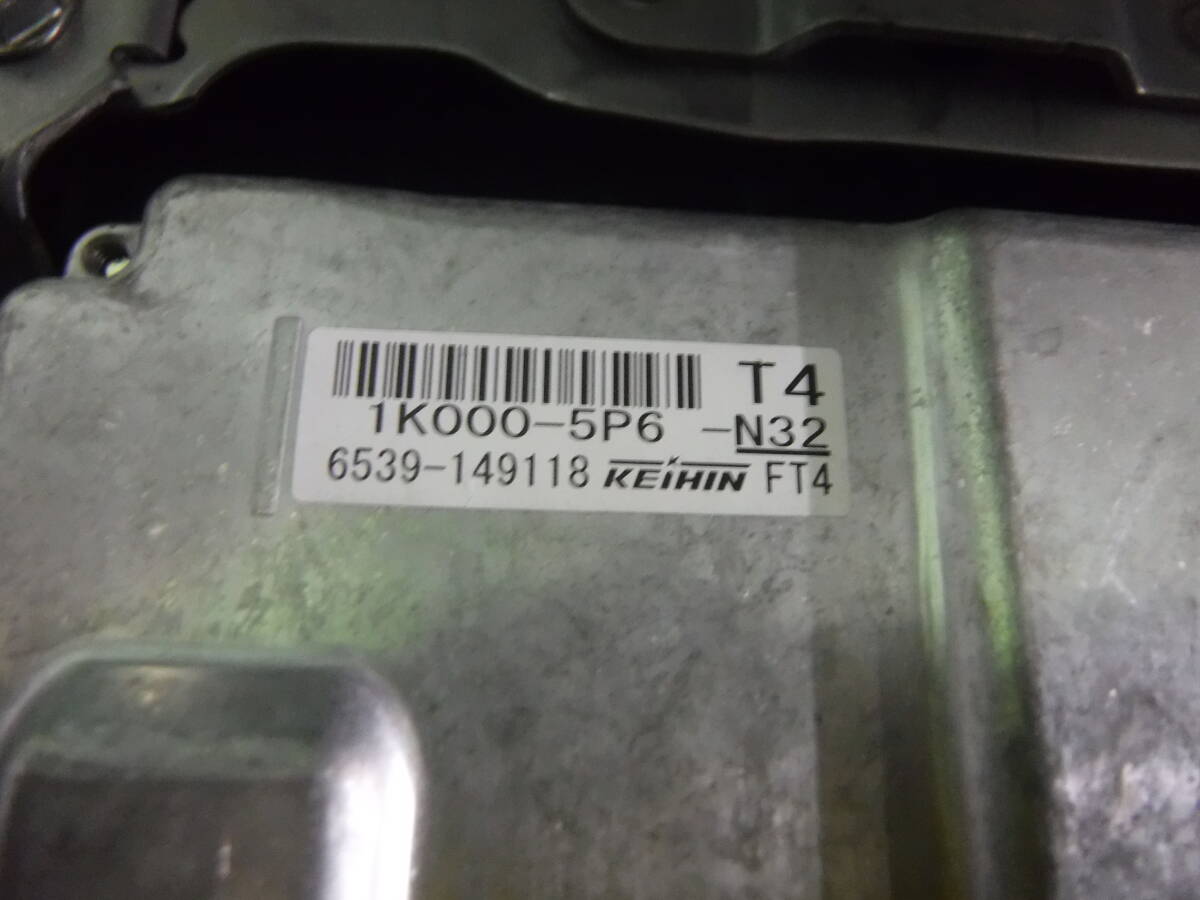 T4
1K000-5P6 -N32
6539-149118 KEIHIN FT4